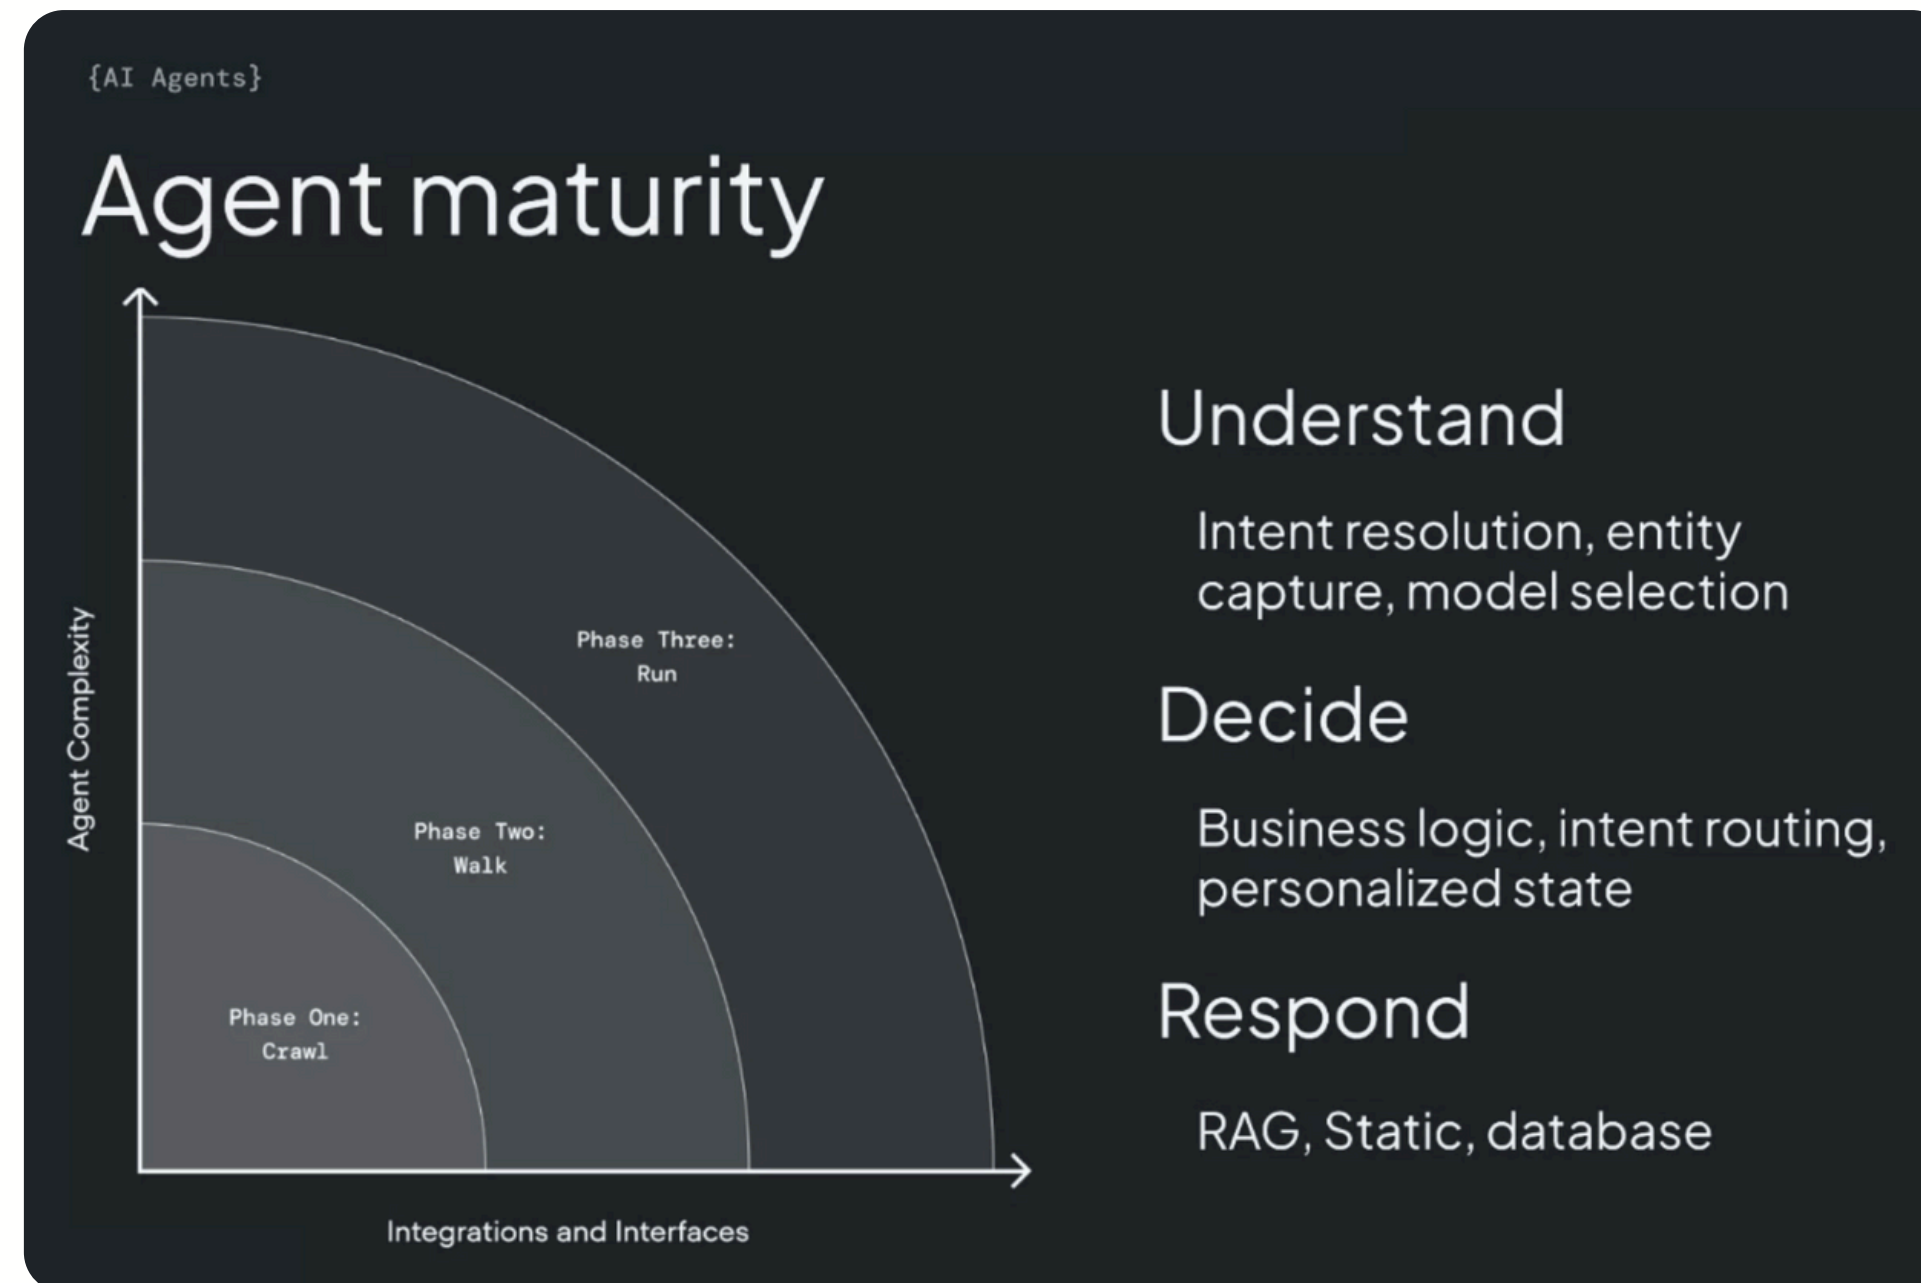 {AI Agents}
Agent maturity
Agent Complexity
Phase Three:
Run
Phase Two:
Walk
Phase One:
Crawl
Integrations and Interfaces
Understand
Intent resolution, entity
capture, model selection
Decide
Business logic, intent routing,
personalized state
Respond
RAG, Static, database